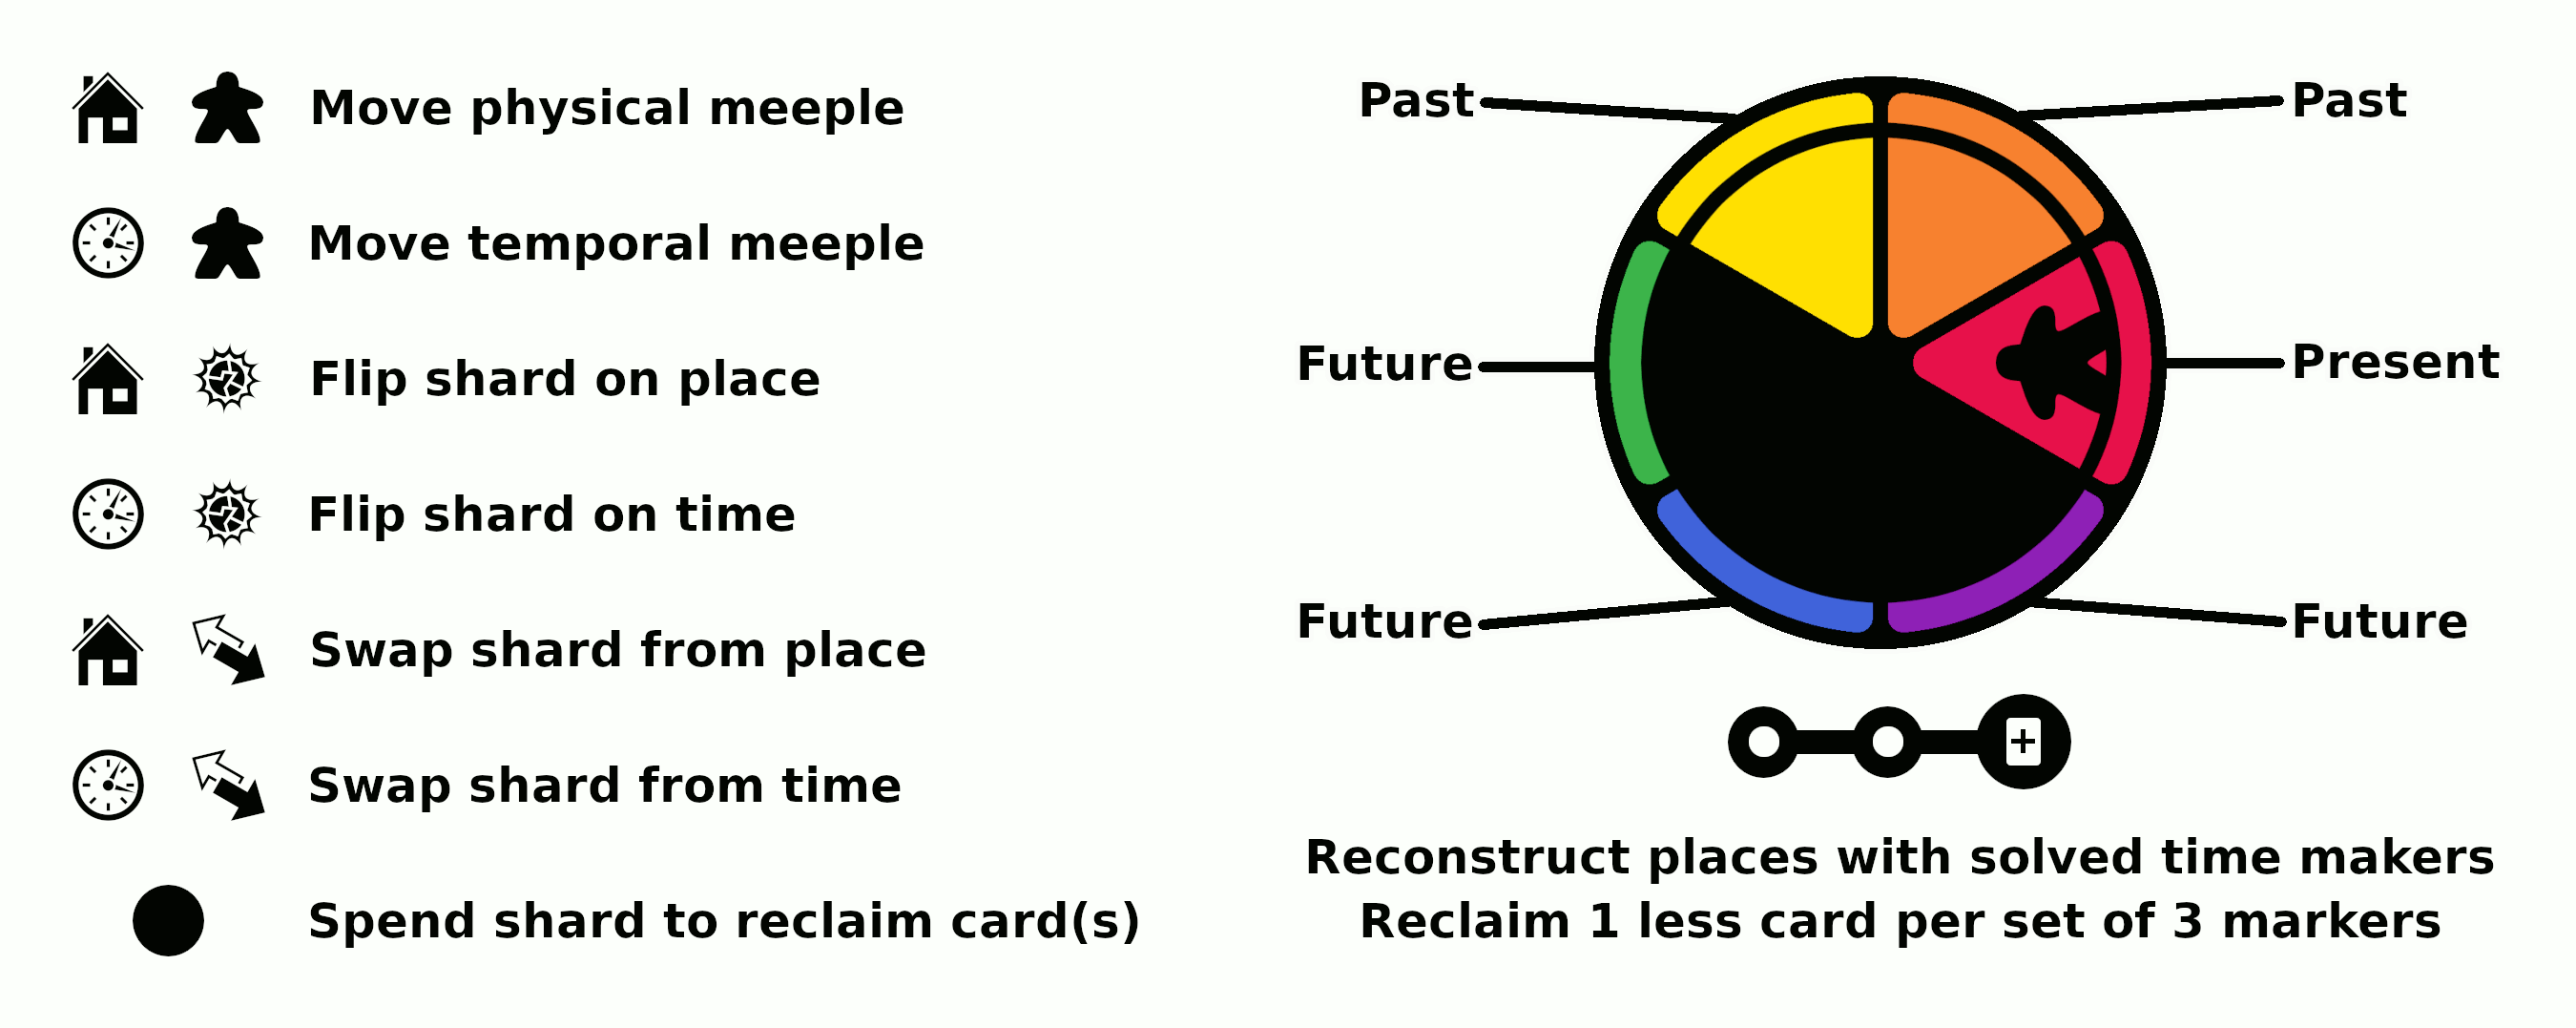 Move physical meeple
Move temporal meeple
Flip shard on place
Flip shard on time
Swap shard from place
Swap shard from time
Spend shard to reclaim card(s)
Past
Past
Future
Present
Future
Future
+
Reconstruct places with solved time makers
Reclaim 1 less card per set of 3 markers